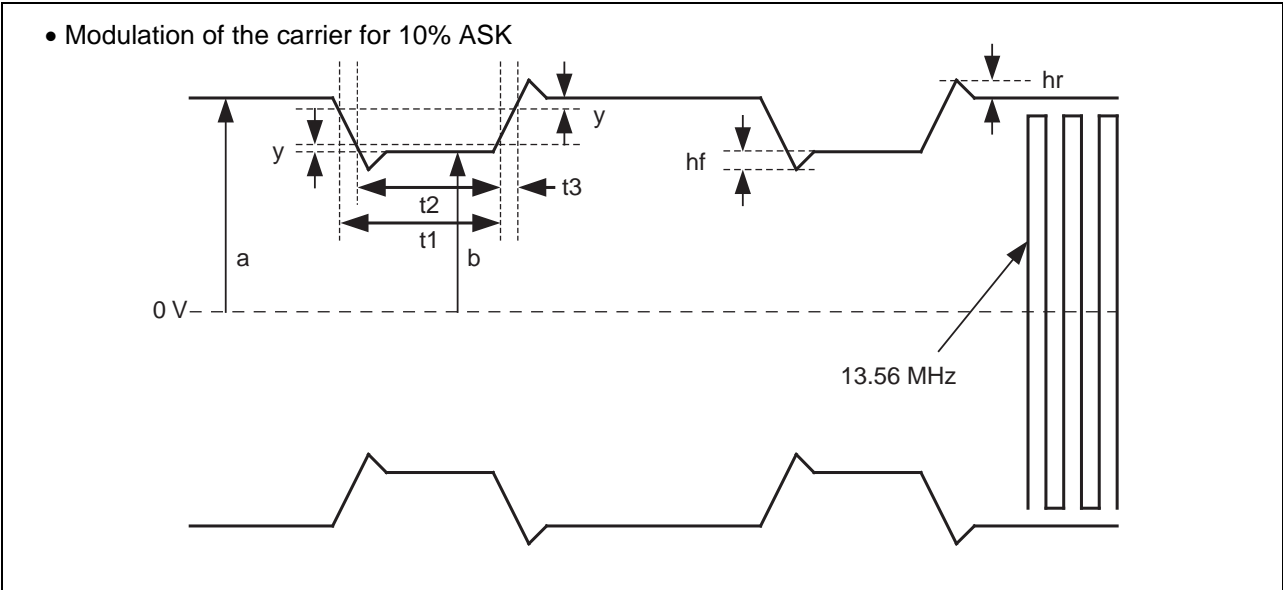 • Modulation of the carrier for 10% ASK
hr
y
y
hf
t3
t2
t1
a
b
0 V
13.56 MHz